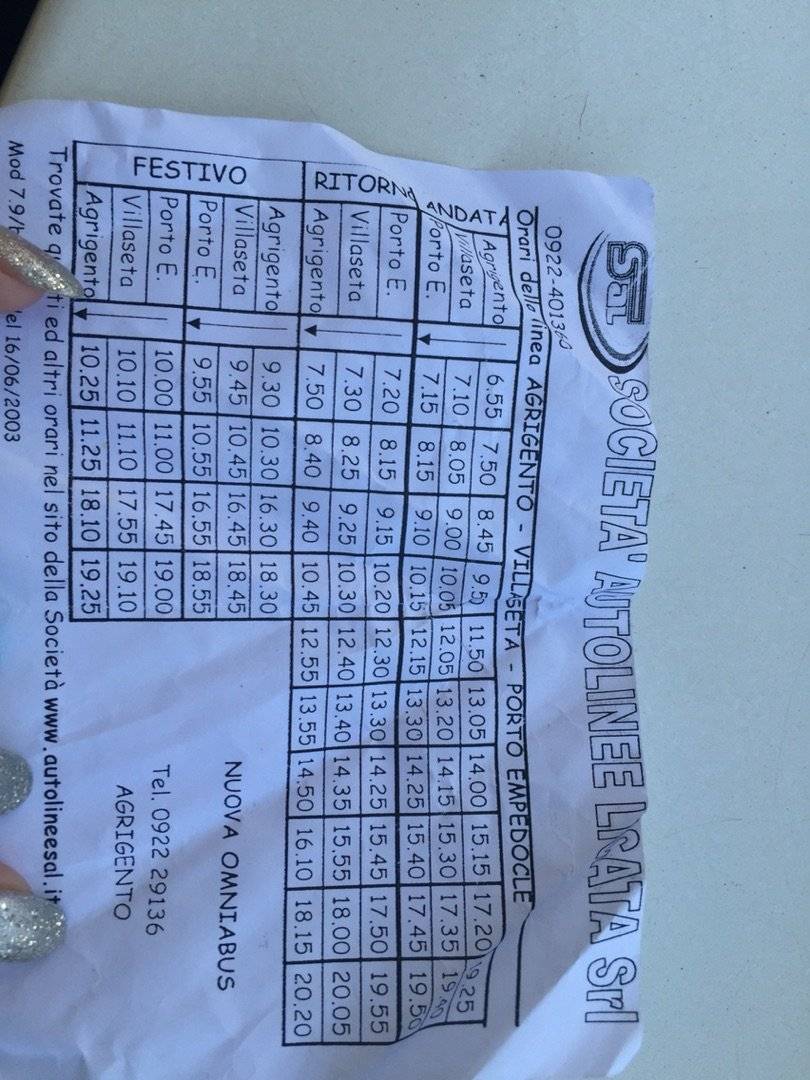 Sal SOCIETA' AUTOLINEE LICATA Srl
0922-401360
Orari delle linea AGRIGENTO - VILLASETA - PORTO EMPEDOCLE
ANDATA
Agrigento 6.55 7.50 8.45 9.50 11.50 13.05 14.00 15.15 17.20 19.25
Villaseta 7.10 8.05 9.00 10.05 12.05 13.20 14.15 15.30 17.35 19.40
Porto E. 7.15 8.15 9.10 10.15 12.15 13.30 14.25 15.40 17.45 19.50
RITORNO
Porto E. 7.20 8.15 9.15 10.20 12.30 13.30 14.25 15.45 17.50 19.55
Villaseta 7.30 8.25 9.25 10.30 12.40 13.40 14.35 15.55 18.00 20.05
Agrigento 7.50 8.40 9.40 10.45 12.55 13.55 14.50 16.10 18.15 20.20
FESTIVO
Agrigento 9.30 10.30 16.30 18.30
Villaseta 9.45 10.45 16.45 18.45
Porto E. 9.55 10.55 16.55 18.55
Porto E. 10.00 11.00 17.45 19.00
Villaseta 10.10 11.10 17.55 19.10
Agrigento 10.25 11.25 18.10 19.25
NUOVA OMNIABUS
Tel. 0922 29136
AGRIGENTO
Trovate ti ed altri orari nel sito della Società www.autolineesal.it
Mod 7.9/ el 16/06/2003